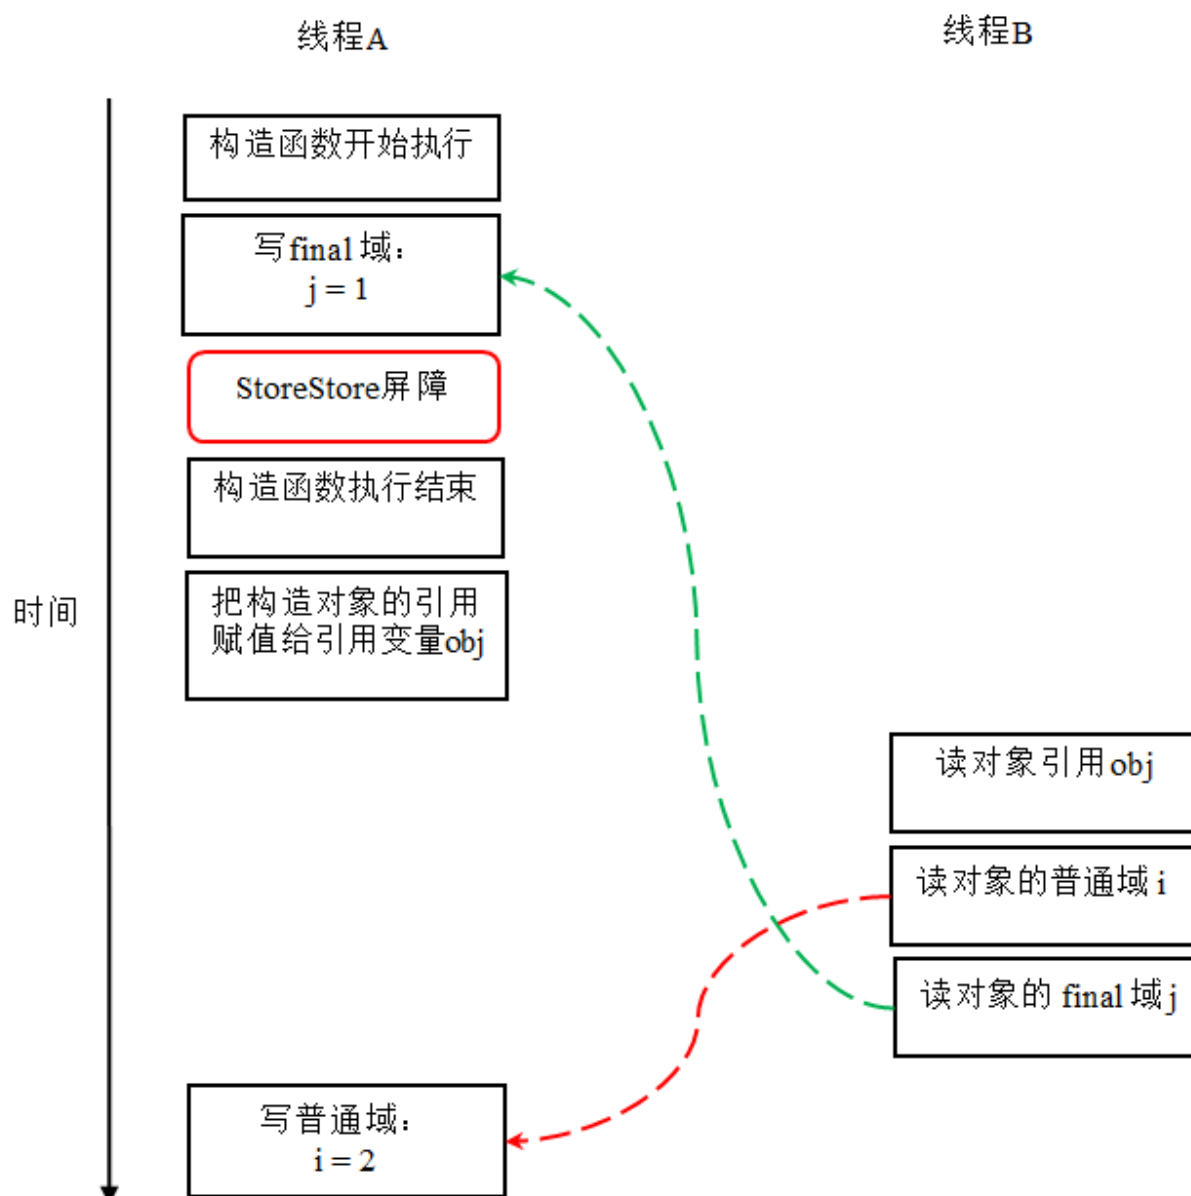 线程A
线程B
构造函数开始执行
写final 域：
j = 1
StoreStore屏障
构造函数执行结束
时间
把构造对象的引用
赋值给引用变量obj
读对象引用obj
读对象的普通域 i
读对象的 final 域 j
写普通域：
i = 2